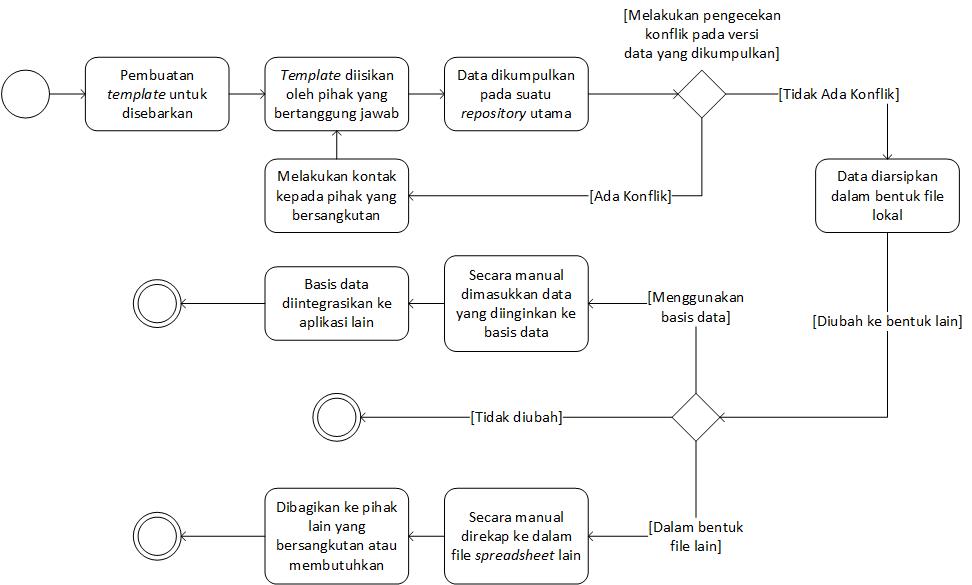 [Melakukan pengecekan
konflik pada versi
data yang dikumpulkan]
Pembuatan
template untuk
disebarkan
Template diisikan
oleh pihak yang
bertanggung jawab
Data dikumpulkan
pada suatu
repository utama
[Tidak Ada Konflik]
Melakukan kontak
kepada pihak yang
bersangkutan
[Ada Konflik]
Data diarsipkan
dalam bentuk file
lokal
Basis data
diintegrasikan ke
aplikasi lain
Secara manual
dimasukkan data
yang diinginkan ke
basis data
[Menggunakan
basis data]
[Diubah ke bentuk lain]
[Tidak diubah]
Dibagikan ke pihak
lain yang
bersangkutan atau
membutuhkan
Secara manual
direkap ke dalam
file spreadsheet lain
[Dalam bentuk
file lain]